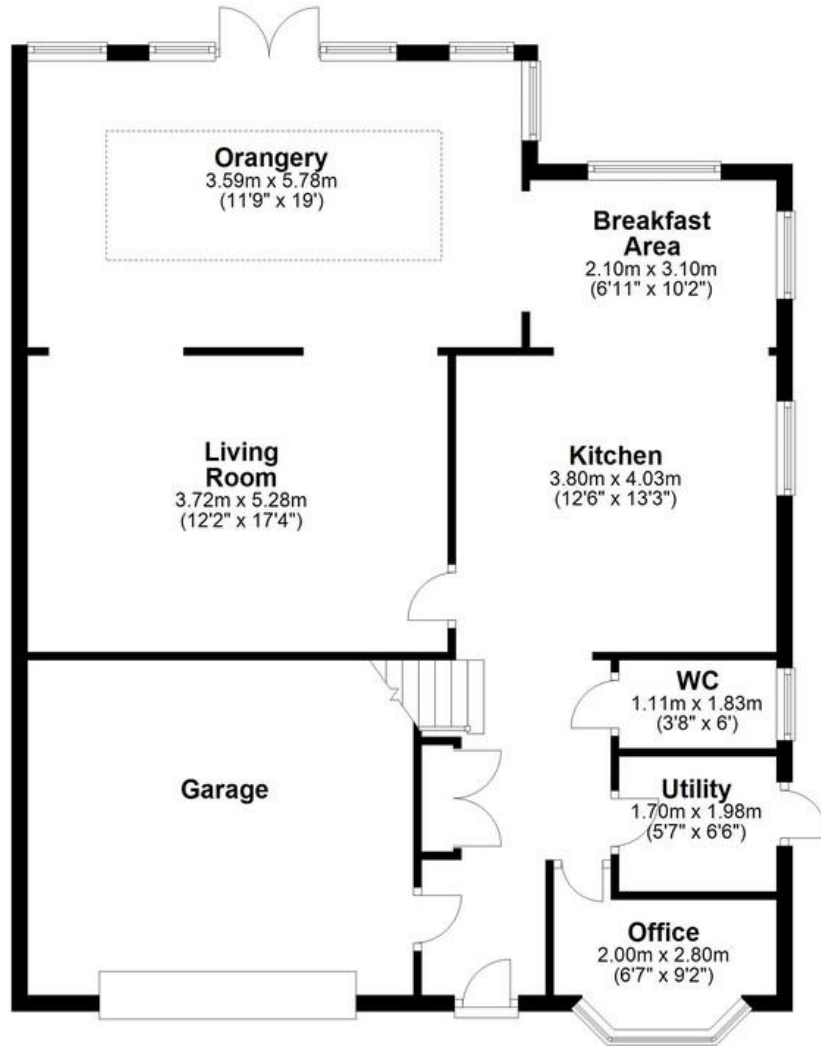 Orangery
3.59m x 5.78m
(11'9" x 19')
Breakfast
Area
2.10m x 3.10m
(6'11" x 10'2")
Living
Room
3.72m x 5.28m
(12'2" x 17'4")
Kitchen
3.80m x 4.03m
(12'6" x 13'3")
WC
1.11m x 1.83m
(3'8" x 6')
Garage
Utility
1.70m x 1.98m
(5'7" x 6'6")
Office
2.00m x 2.80m
(6'7" x 9'2")